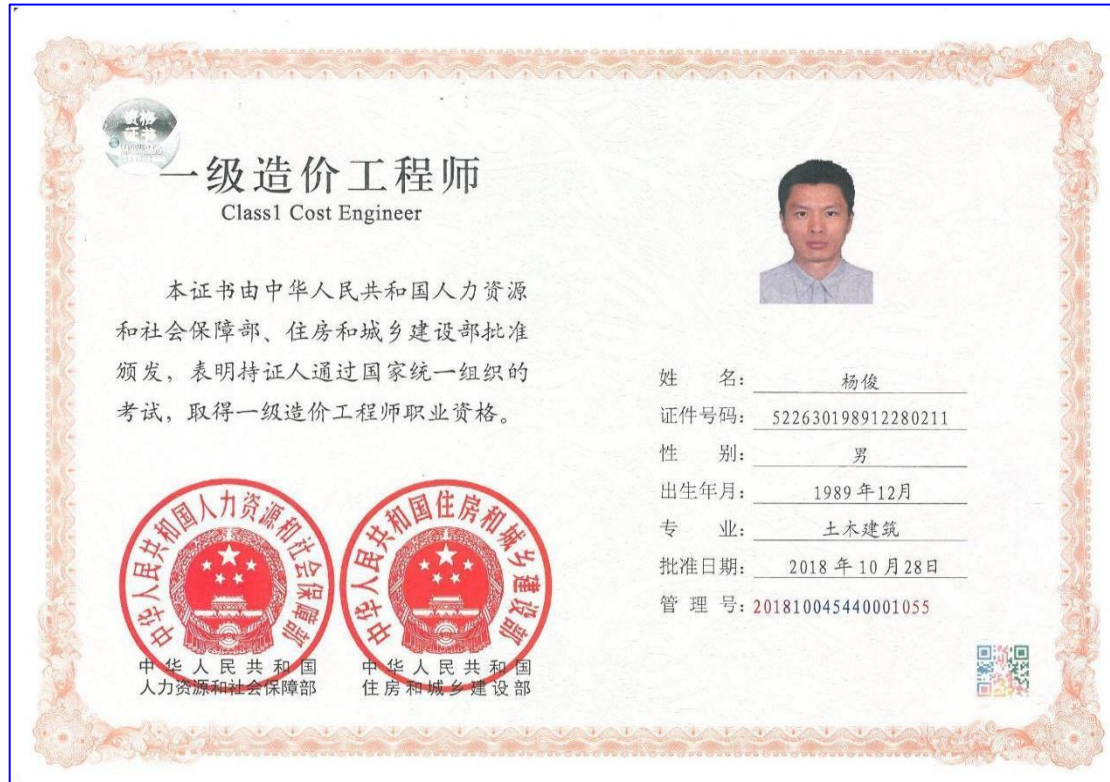 资格
证书
一级造价工程师
Class1 Cost Engineer
本证书由中华人民共和国人力资源
和社会保障部、住房和城乡建设部批准
颁发，表明持证人通过国家统一组织的
考试，取得一级造价工程师职业资格。
中华人民共和国人力资源和社会保障部
中华人民共和国住房和城乡建设部
中华人民共和国
人力资源和社会保障部
中华人民共和国
住房和城乡建设部
姓 名： 杨俊
证件号码： 522630198912280211
性 别： 男
出生年月： 1989年12月
专 业： 土木建筑
批准日期： 2018年10月28日
管 理 号：201810045440001055